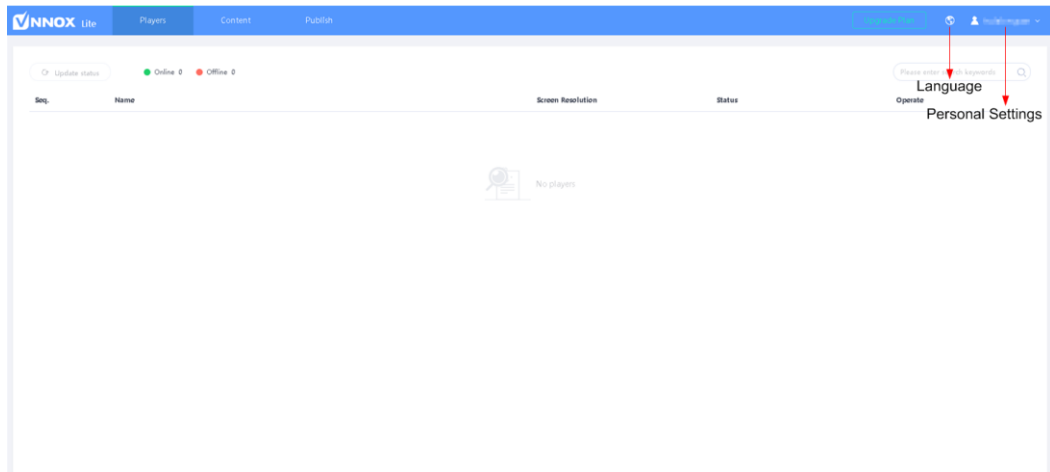 VNNOX Lite Players Content Publish Upgrade Plan
Update status Online 0 Offline 0 Please enter search keywords
Language
Seq. Name Screen Resolution Status Operate
Personal Settings
No players